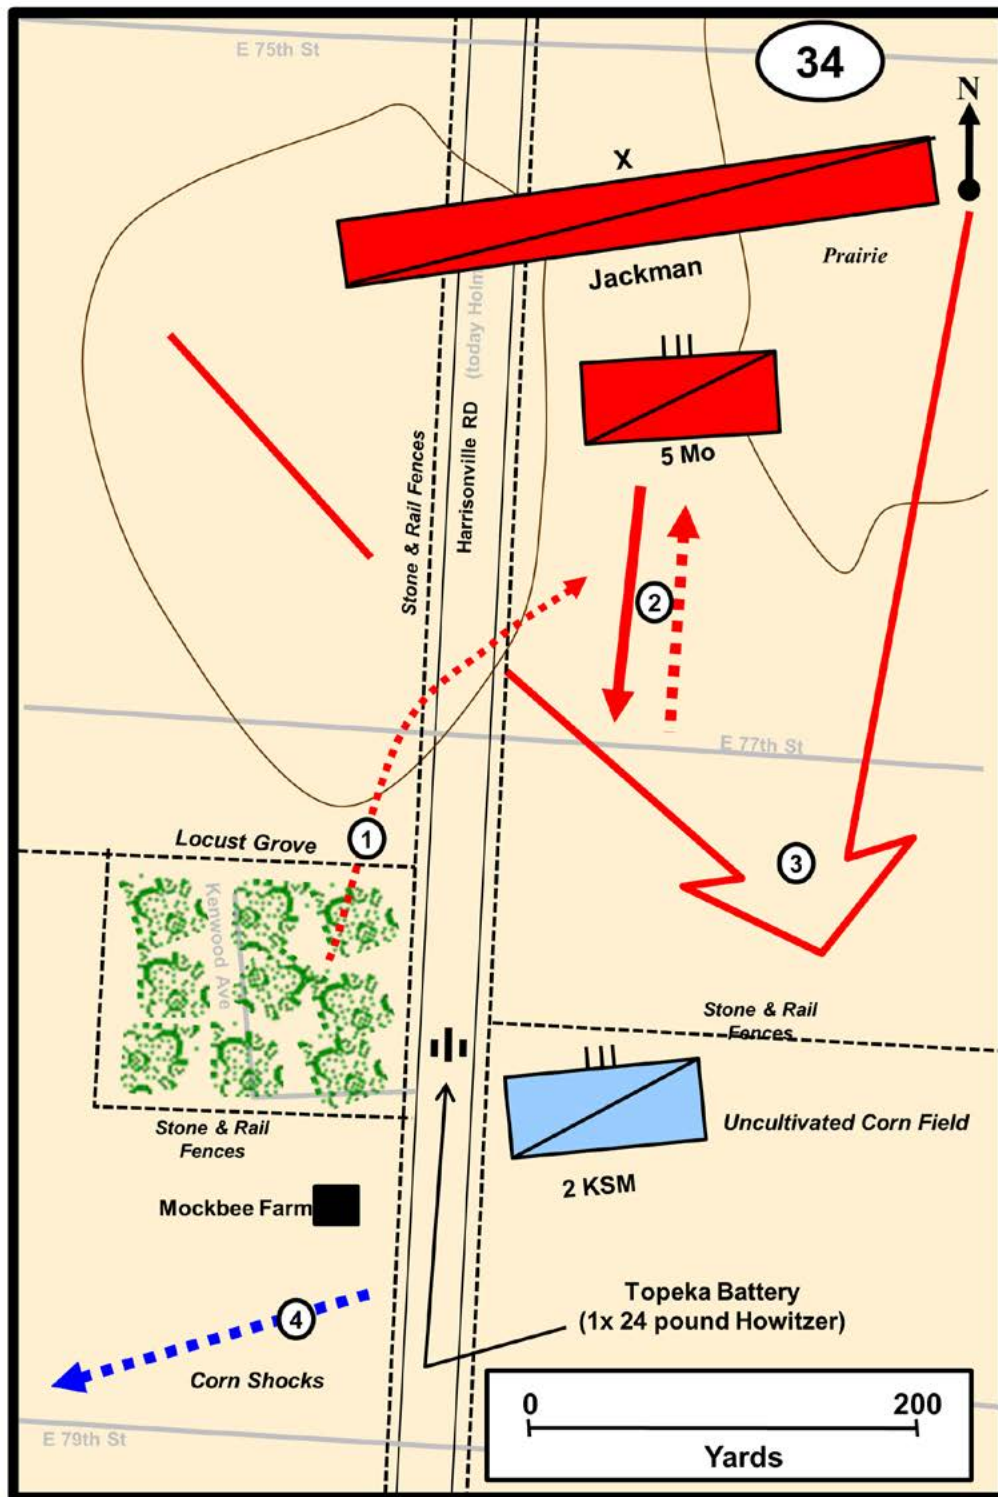 E 75th St
34
N
X
Jackman
Prairie
(today Holm
5 Mo
Stone & Rail Fences
Harrisonville RD
2
E 77th St
1
Locust Grove
3
Kenwood Ave
Stone & Rail
Fences
Uncultivated Corn Field
Stone & Rail
Fences
2 KSM
Mockbee Farm
Topeka Battery
(1x 24 pound Howitzer)
4
Corn Shocks
E 79th St
0 200
Yards